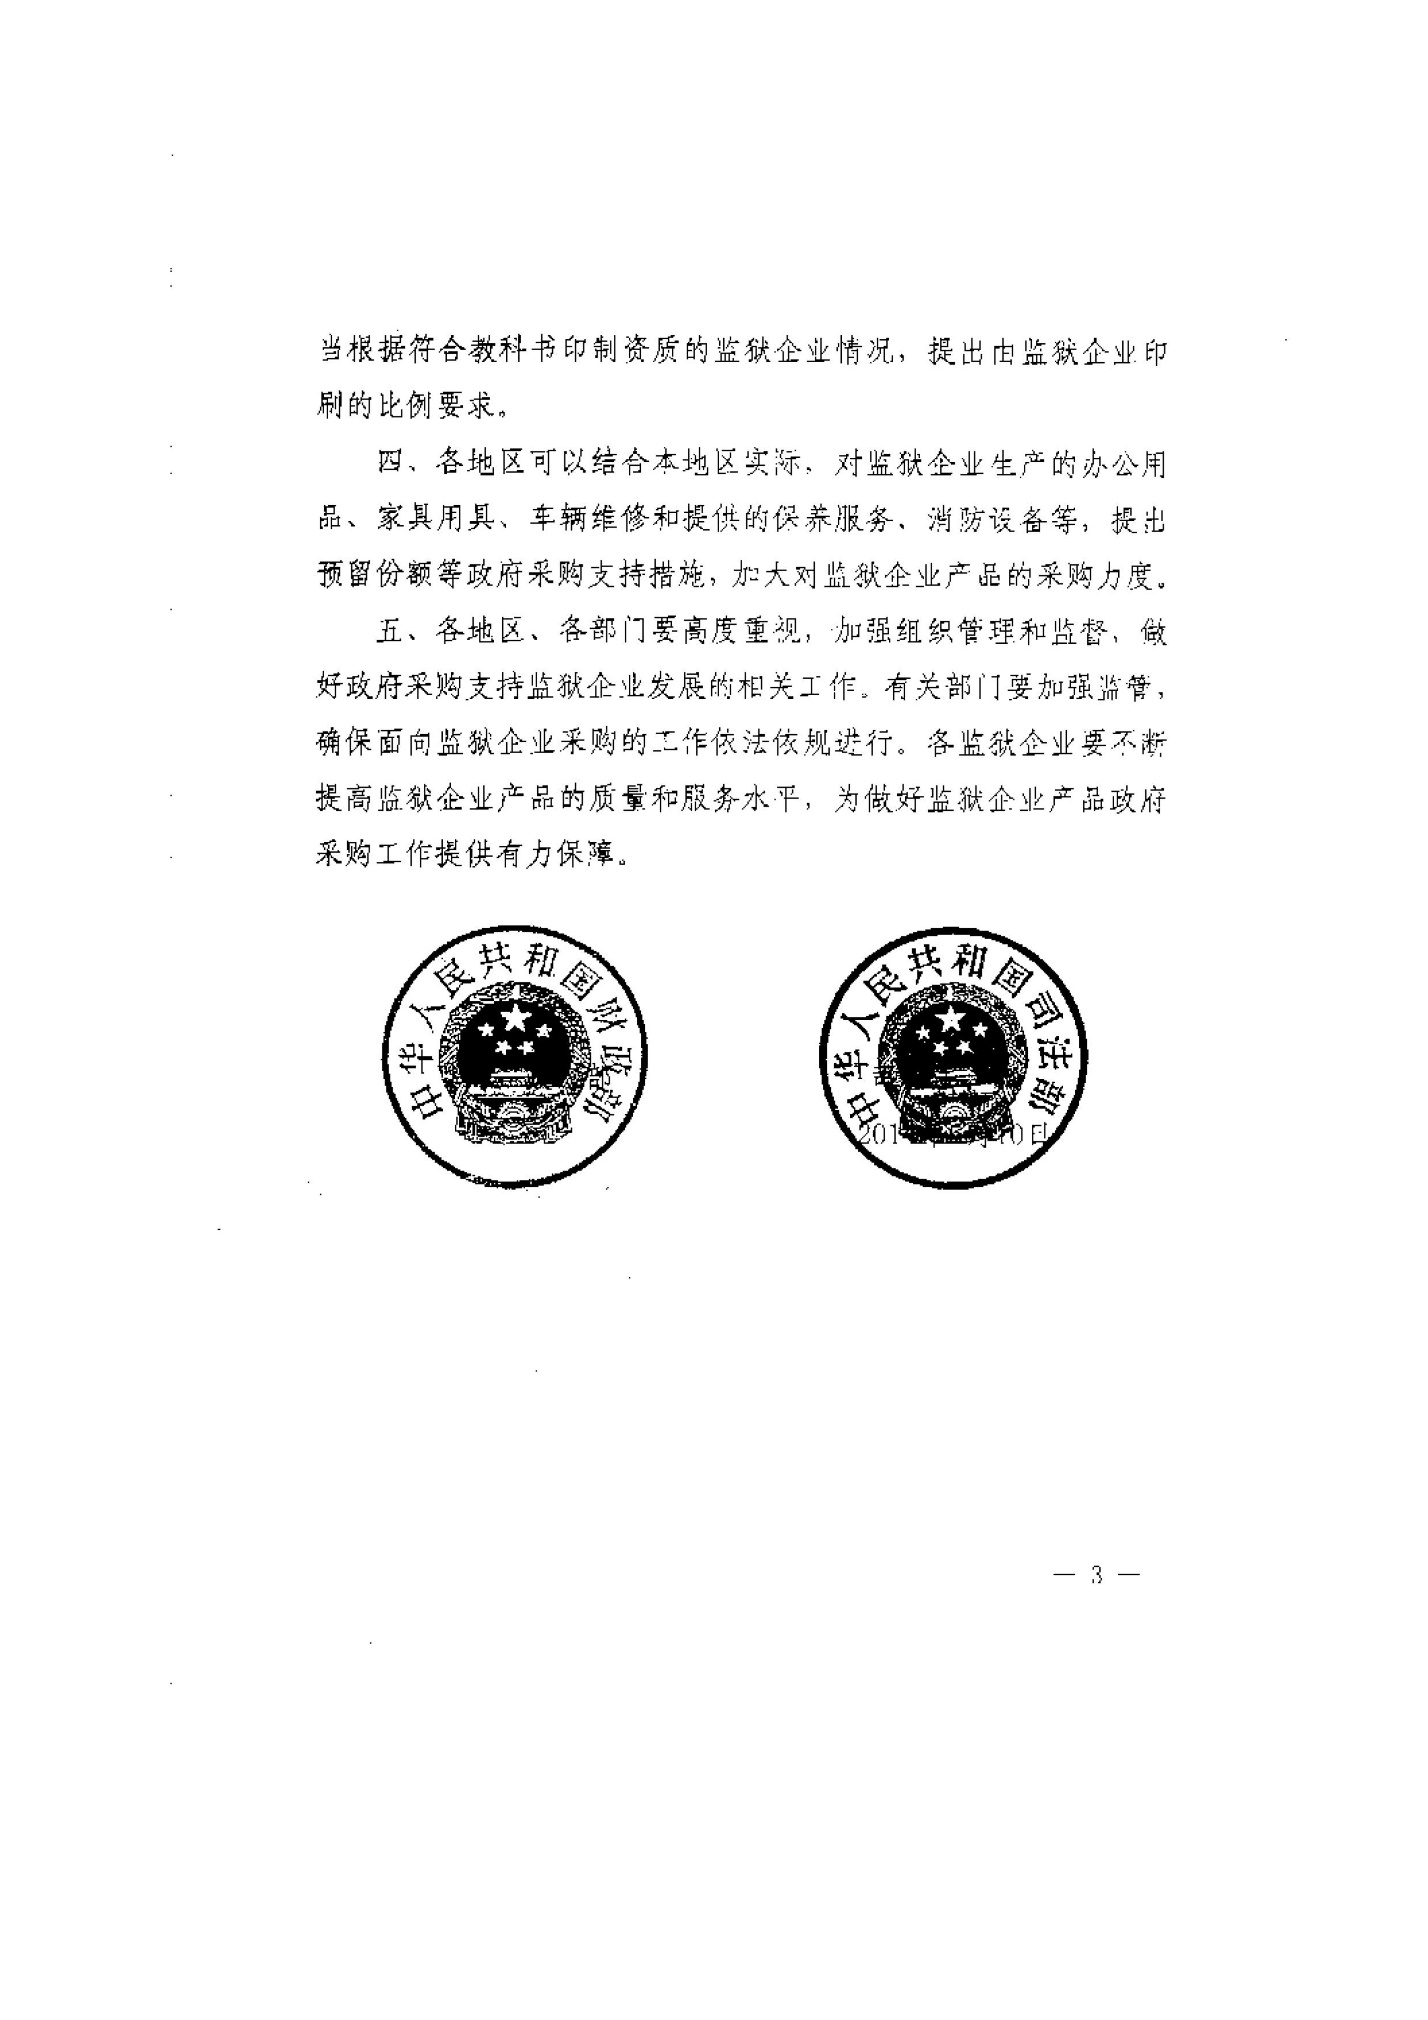 当根据符合教科书印制资质的监狱企业情况，提出由监狱企业印
刷的比例要求。
四、各地区可以结合本地区实际，对监狱企业生产的办公用
品、家具用具、车辆维修和提供的保养服务、消防设备等，提出
预留份额等政府采购支持措施，加大对监狱企业产品的采购力度。
五、各地区、各部门要高度重视，加强组织管理和监督，做
好政府采购支持监狱企业发展的相关工作。有关部门要加强监管，
确保面向监狱企业采购的工作依法依规进行。各监狱企业要不断
提高监狱企业产品的质量和服务水平，为做好监狱企业产品政府
采购工作提供有力保障。
中华人民共和国财政部
中华人民共和国司法部
201 月10日
— 3 —